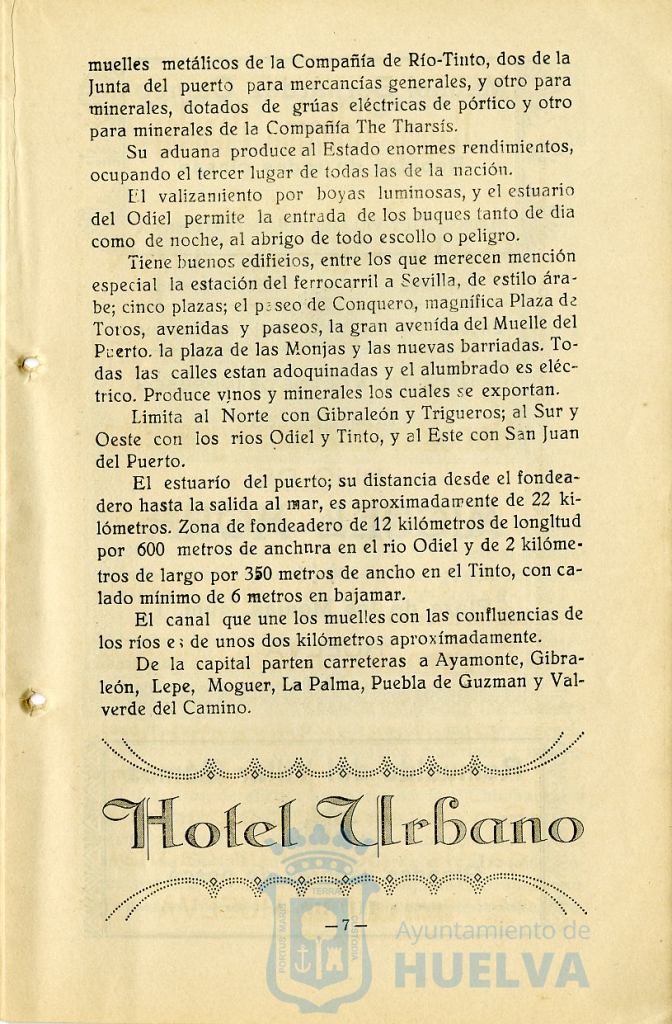 muelles metálicos de la Compañía de Río-Tinto, dos de la
Junta del puerto para mercancías generales, y otro para
minerales, dotados de grúas eléctricas de pórtico y otro
para minerales de la Compañía The Tharsis.
Su aduana produce al Estado enormes rendimientos,
ocupando el tercer lugar de todas las de la nación.
El valizamiento por boyas luminosas, y el estuario
del Odiel permite la entrada de los buques tanto de dia
como de noche, al abrigo de todo escollo o peligro.
Tiene buenos edifieios, entre los que merecen mención
especial la estación del ferrocarril a Sevilla, de estilo ára-
be; cinco plazas; el paseo de Conquero, magnífica Plaza de
Toros, avenidas y paseos, la gran avenída del Muelle del
Puerto. la plaza de las Monjas y las nuevas barriadas. To-
das las calles estan adoquinadas y el alumbrado es eléc-
trico. Produce vinos y minerales los cuales se exportan.
Limita al Norte con Gibraleón y Trigueros; al Sur y
Oeste con los rios Odiel y Tinto, y al Este con San Juan
del Puerto.
El estuarío del puerto; su distancia desde el fondea-
dero hasta la salida al mar, es aproximadamente de 22 ki-
lómetros. Zona de fondeadero de 12 kilómetros de longltud
por 600 metros de anchnra en el rio Odiel y de 2 kilóme-
tros de largo por 350 metros de ancho en el Tinto, con ca-
lado mínimo de 6 metros en bajamar.
El canal que une los muelles con las confluencias de
los ríos es de unos dos kilómetros aproxímadamente.
De la capital parten carreteras a Ayamonte, Gibra-
león, Lepe, Moguer, La Palma, Puebla de Guzman y Val-
verde del Camino.
Hotel Urbano
—7—
PORTUS MARIS
TERRAE
CUSTODIA
Ayuntamiento de
HUELVA